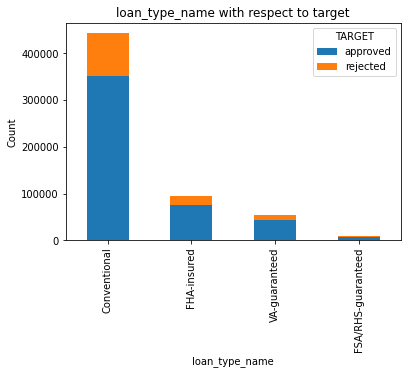 loan_type_name with respect to target
TARGET
approved
rejected
Count
400000
300000
200000
100000
0
Conventional
FHA-insured
VA-guaranteed
FSA/RHS-guaranteed
loan_type_name